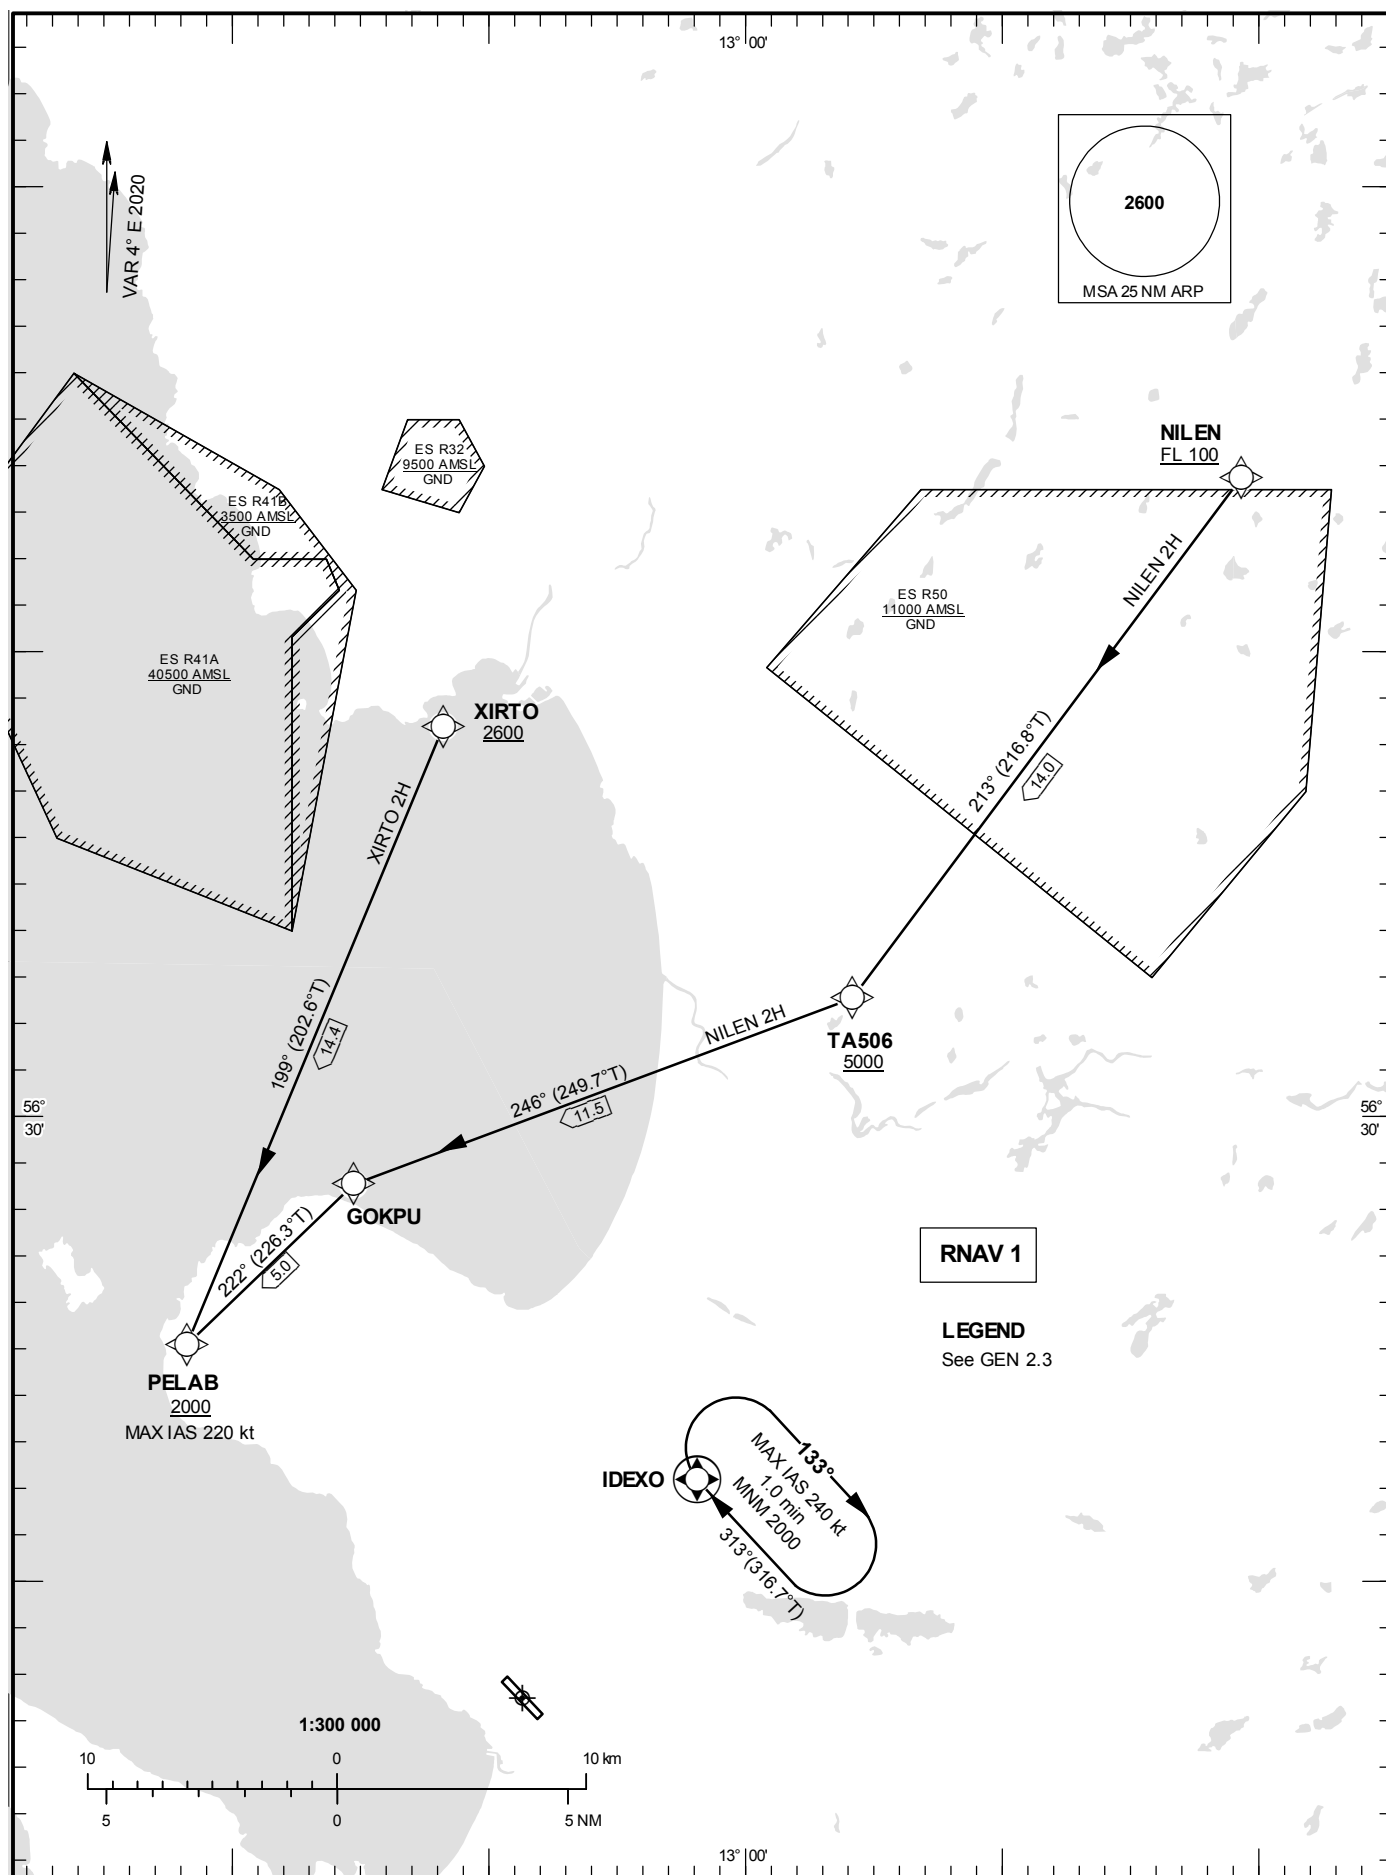 13° 00'
VAR 4° E 2020
2600
MSA 25 NM ARP
NILEN
FL 100
ES R32
9500 AMSL
GND
ES R41B
3500 AMSL
GND
NILEN 2H
ES R50
11000 AMSL
GND
ES R41A
40500 AMSL
GND
XIRTO
2600
213° (216.8°T)
14.0
XIRTO 2H
199° (202.6°T)
14.4
NILEN 2H
TA506
5000
246° (249.7°T)
11.5
56°
30'
56°
30'
GOKPU
222° (226.3°T)
5.0
RNAV 1
LEGEND
See GEN 2.3
PELAB
2000
MAX IAS 220 kt
IDEXO
133°
MAX IAS 240 kt
1.0 min
MNM 2000
313°(316.7°T)
1:300 000
10 0 10 km
5 0 5 NM
13° 00'